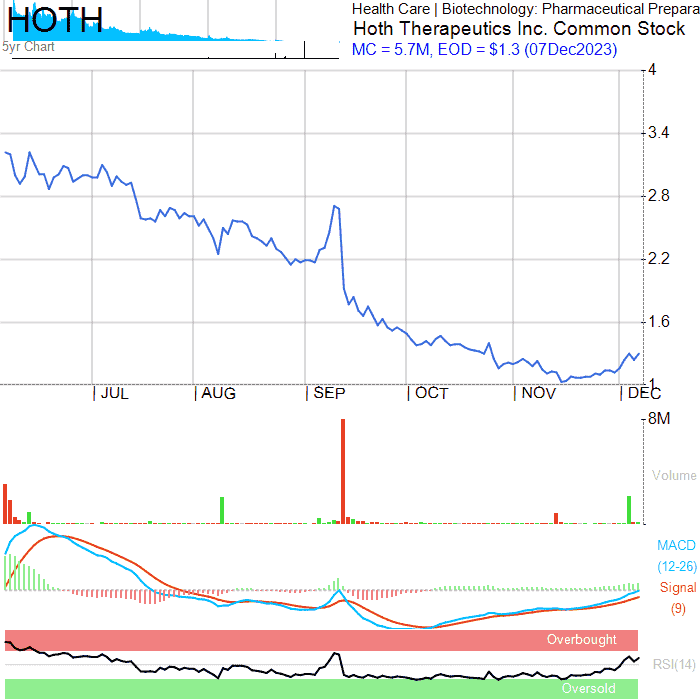 HOTH
Health Care | Biotechnology: Pharmaceutical Prepara
Hoth Therapeutics Inc. Common Stock
5yr Chart
MC = 5.7M, EOD = $1.3 (07Dec2023)
4
3.4
2.8
2.2
1.6
1
JUL
AUG
SEP
OCT
NOV
DEC
8M
Volume
MACD
(12-26)
Signal
(9)
Overbought
RSI(14)
Oversold